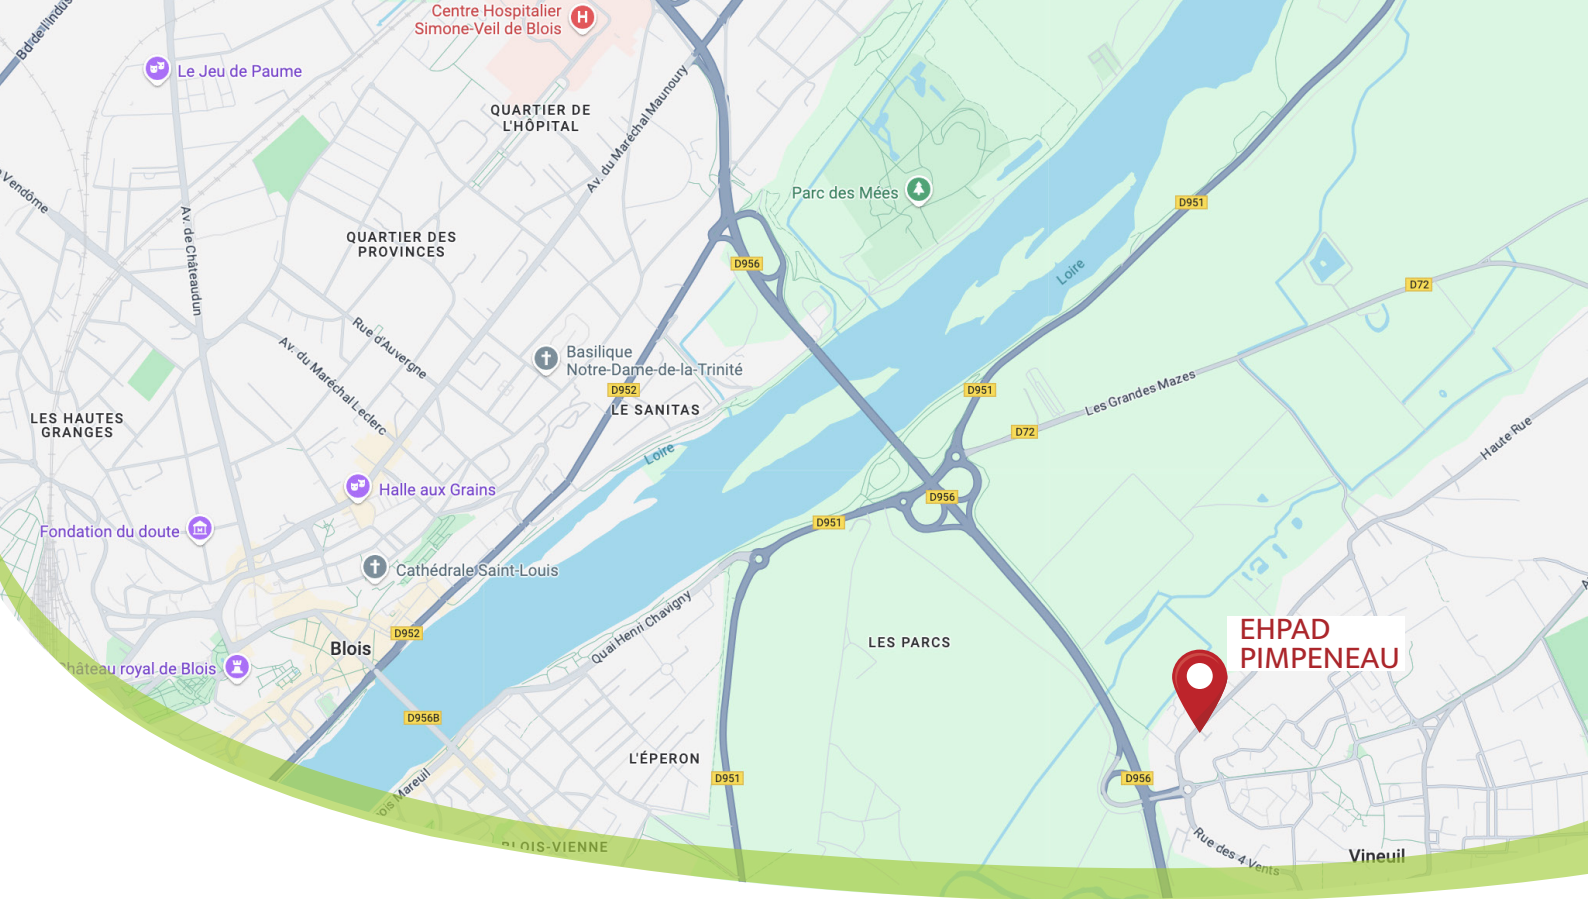 Centre Hospitalier
Simone-Veil de Blois
Bd de l'Indus
Le Jeu de Paume
QUARTIER DE
L'HÔPITAL
Av. du Maréchal Maunoury
Vendôme
Parc des Mées
D951
Av. de Châteaudun
QUARTIER DES
PROVINCES
D956
Loire
D72
Rue d'Auvergne
Av. du Maréchal Leclerc
Basilique
Notre-Dame-de-la-Trinité
D952
LE SANITAS
D951
Les Grandes Mazes
LES HAUTES
GRANGES
D72
Haute Rue
Loire
Halle aux Grains
D956
Fondation du doute
D951
Cathédrale Saint-Louis
Quai Henri Chavigny
D952
Blois
LES PARCS
EHPAD
PIMPENEAU
hâteau royal de Blois
D956B
L'ÉPERON
D951
D956
ois Mareuil
BLOIS-VIENNE
Rue des 4 Vents
Vineuil